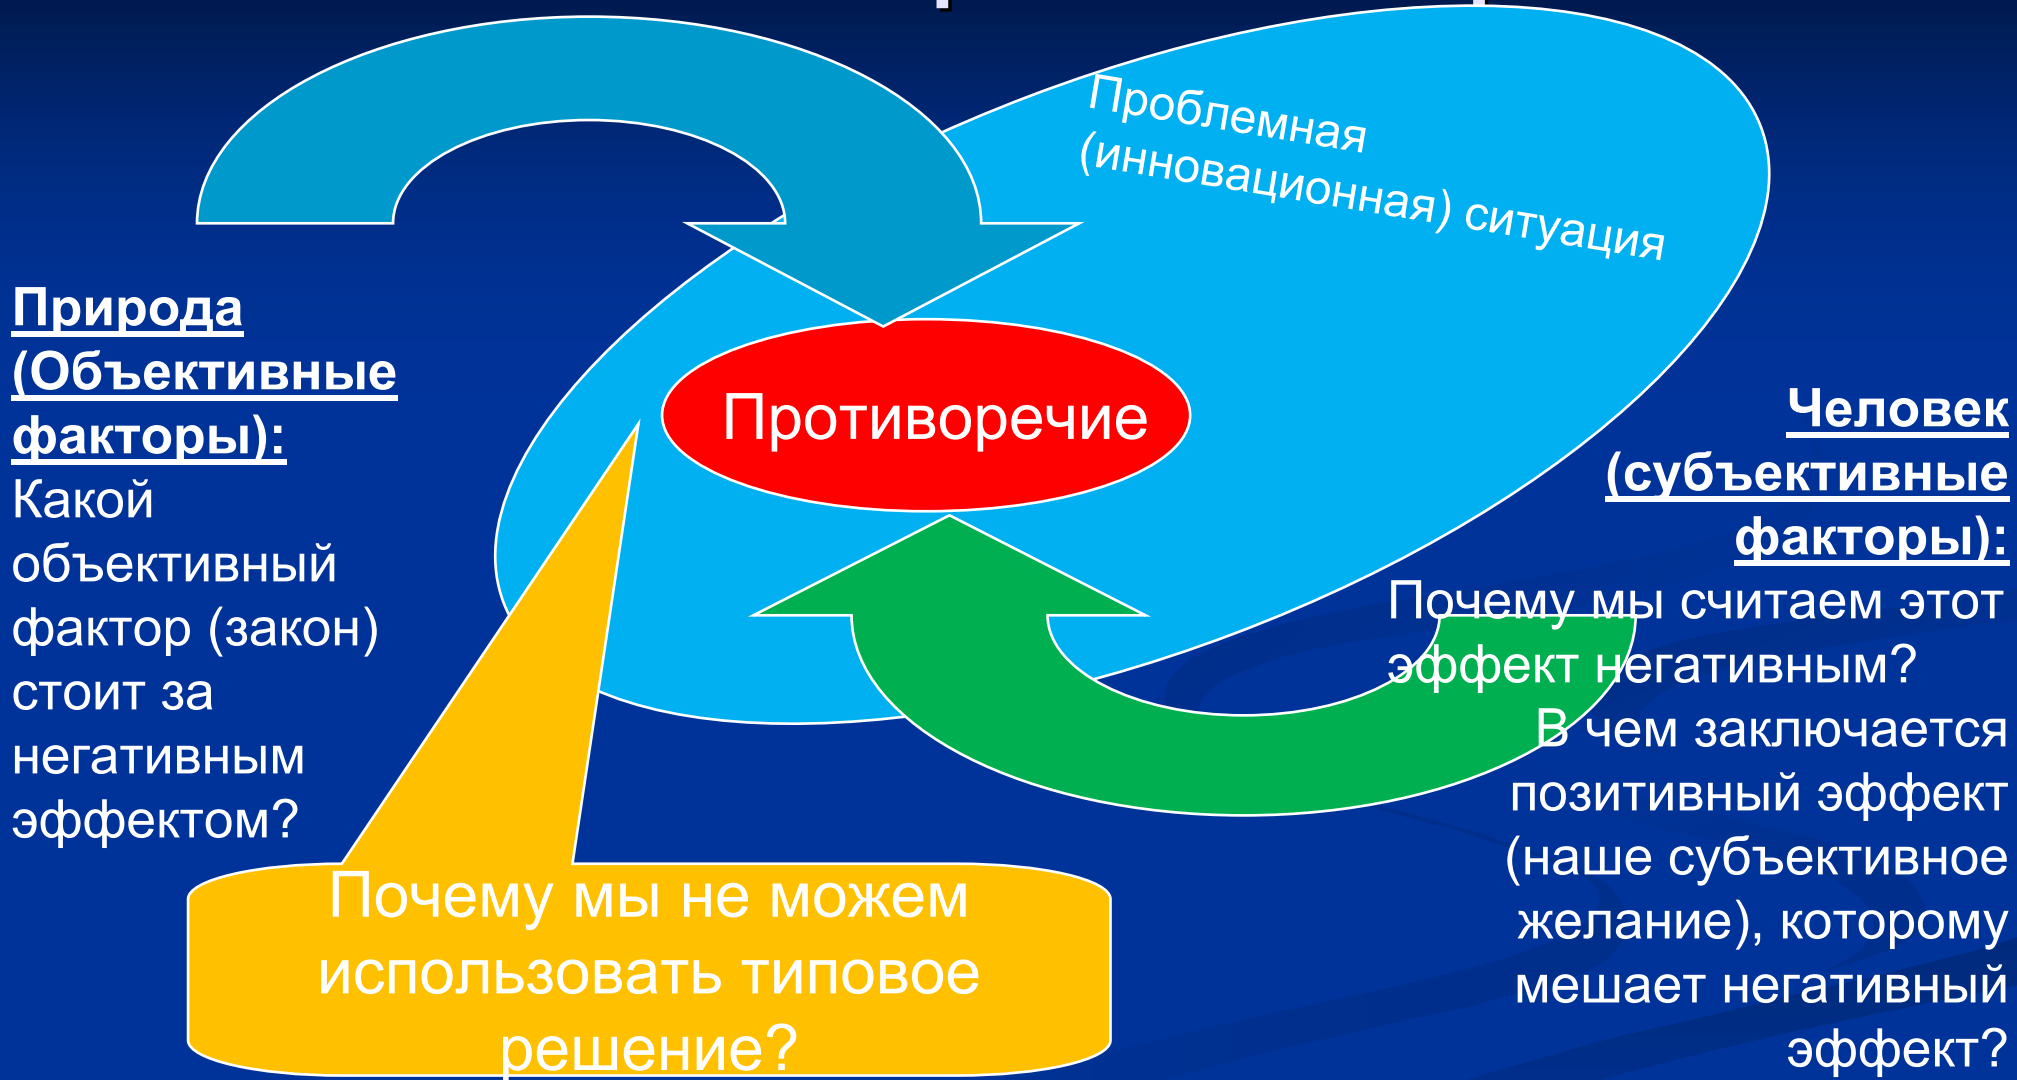 Проблемная
(инновационная) ситуация
Природа
(Объективные
факторы):
Какой
объективный
фактор (закон)
стоит за
негативным
эффектом?
Противоречие
Человек
(субъективные
факторы):
Почему мы считаем этот
эффект негативным?
В чем заключается
позитивный эффект
(наше субъективное
желание), которому
мешает негативный
эффект?
Почему мы не можем
использовать типовое
решение?